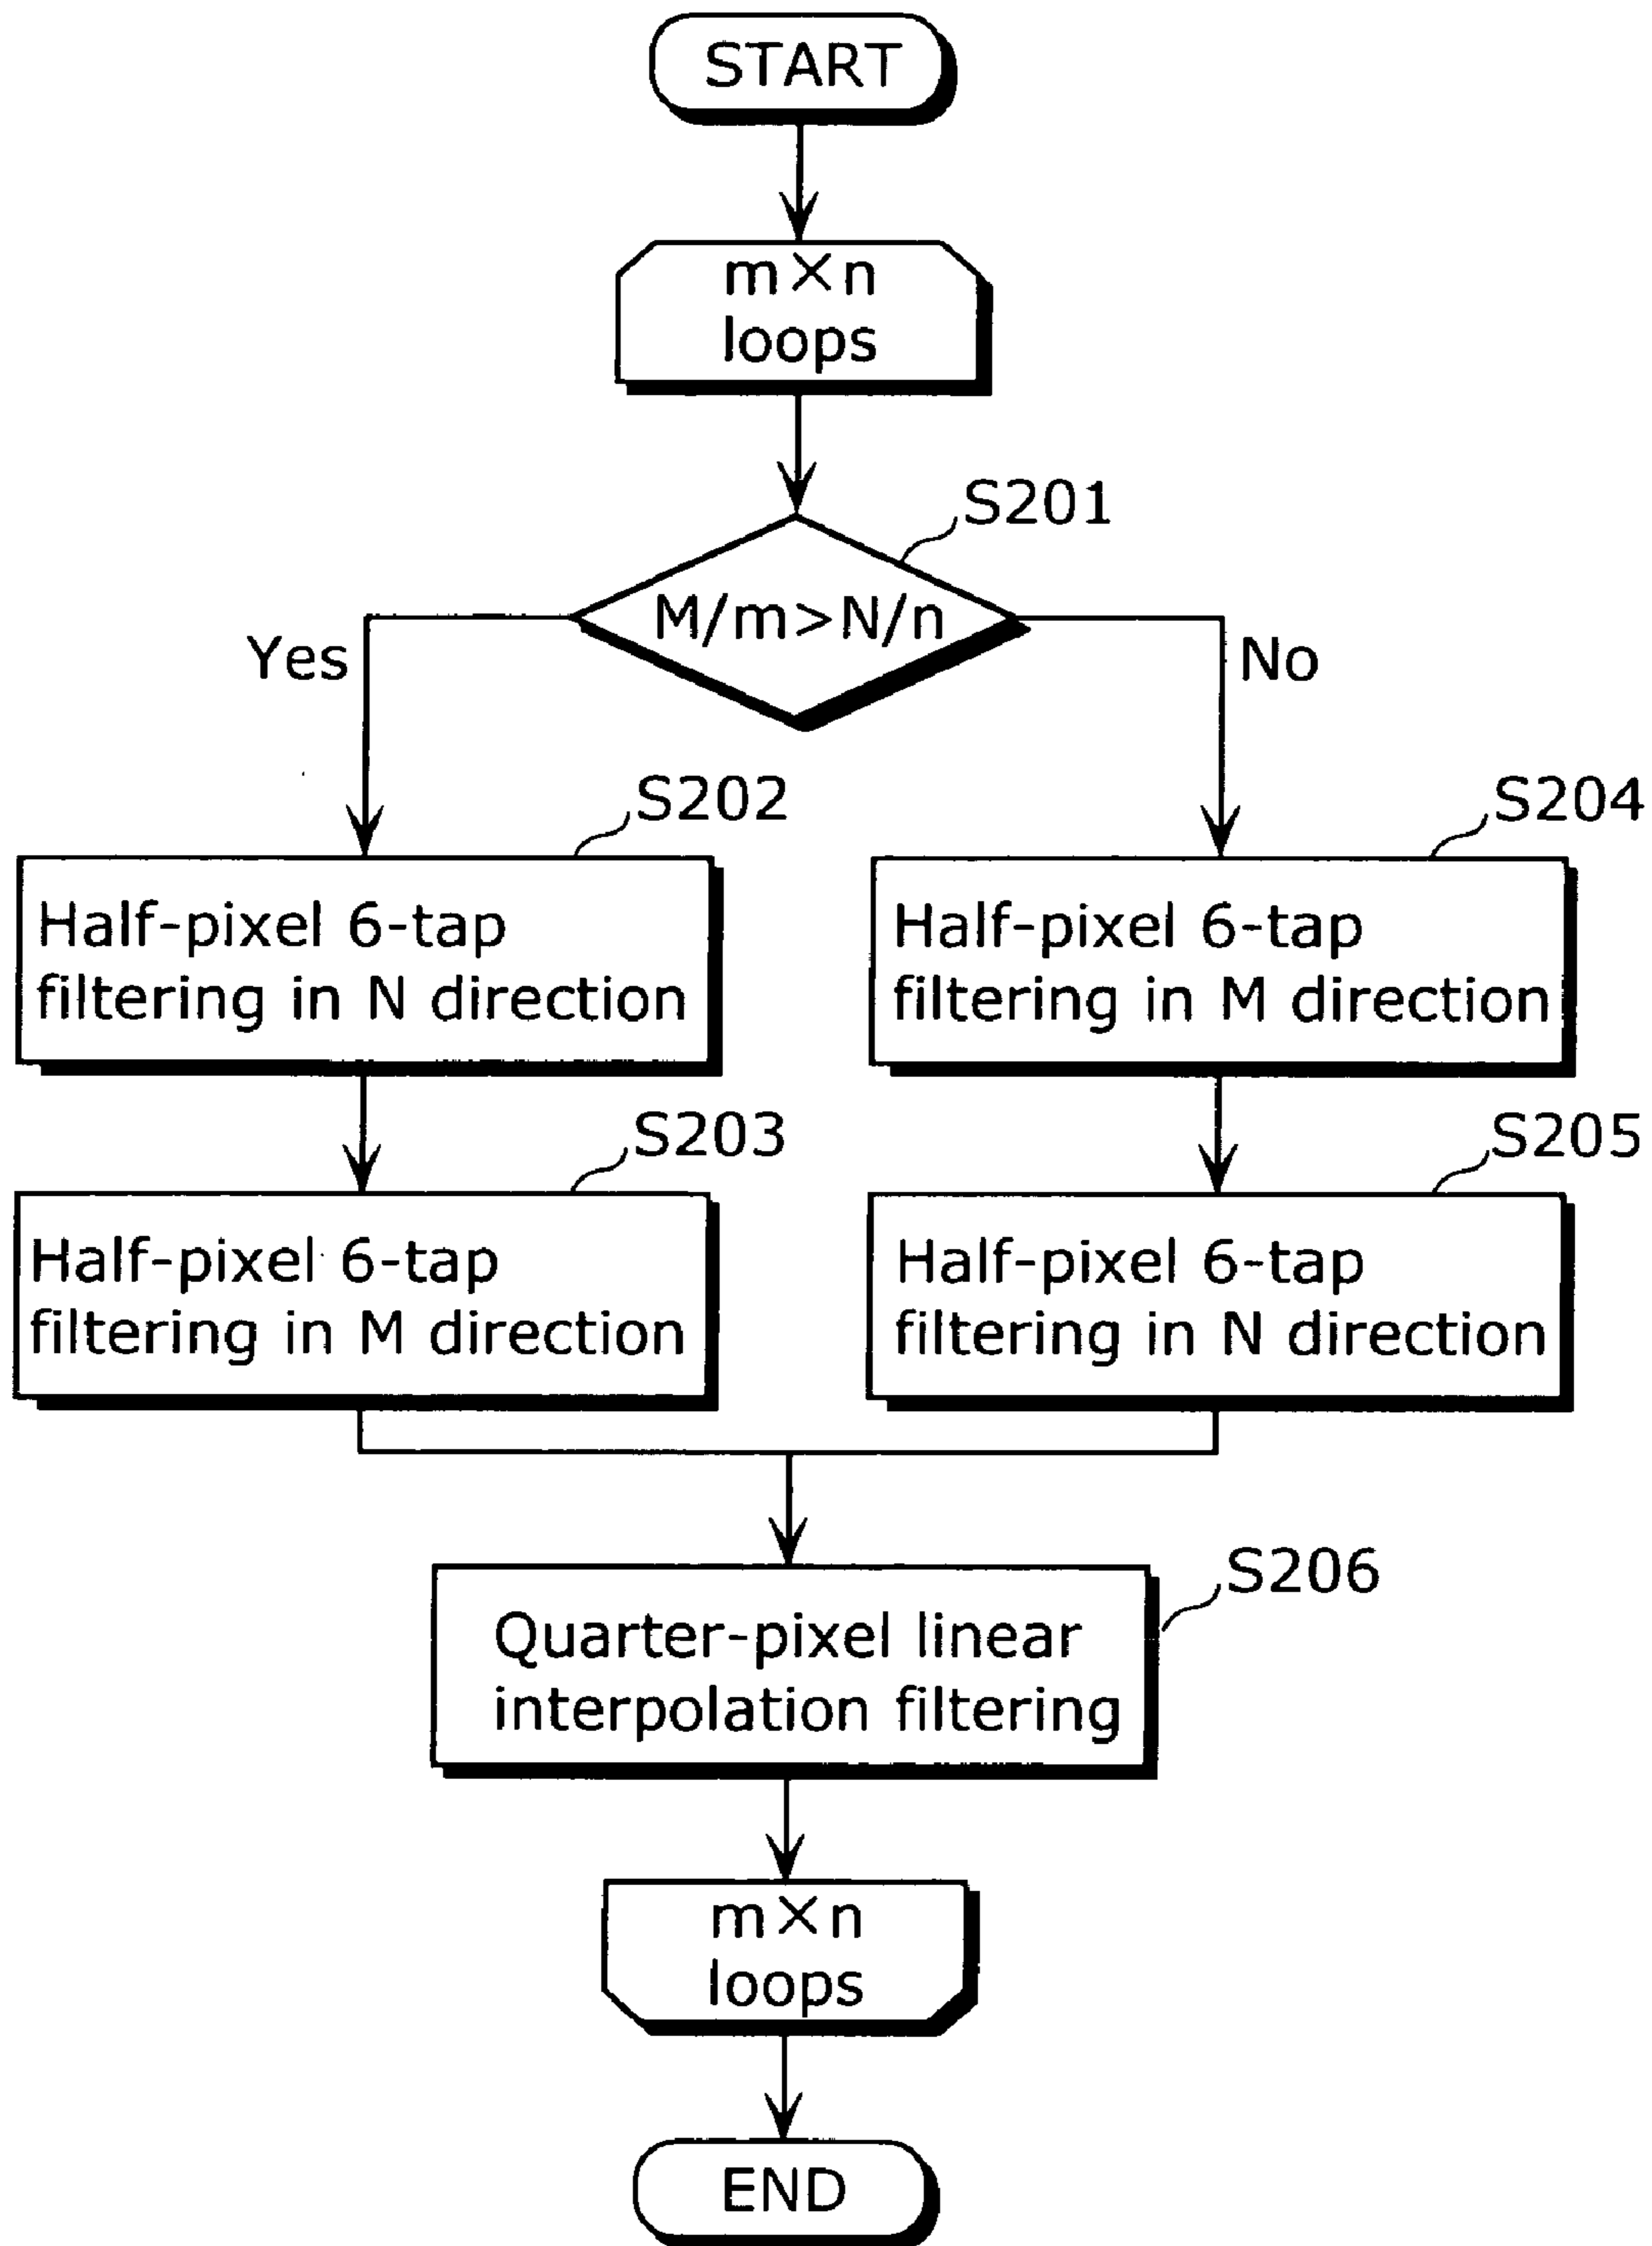 START
m×n
loops
S201
M/m>N/n
Yes
No
S202
S204
Half-pixel 6-tap
filtering in N direction
Half-pixel 6-tap
filtering in M direction
S203
S205
Half-pixel 6-tap
filtering in M direction
Half-pixel 6-tap
filtering in N direction
S206
Quarter-pixel linear
interpolation filtering
m×n
loops
END